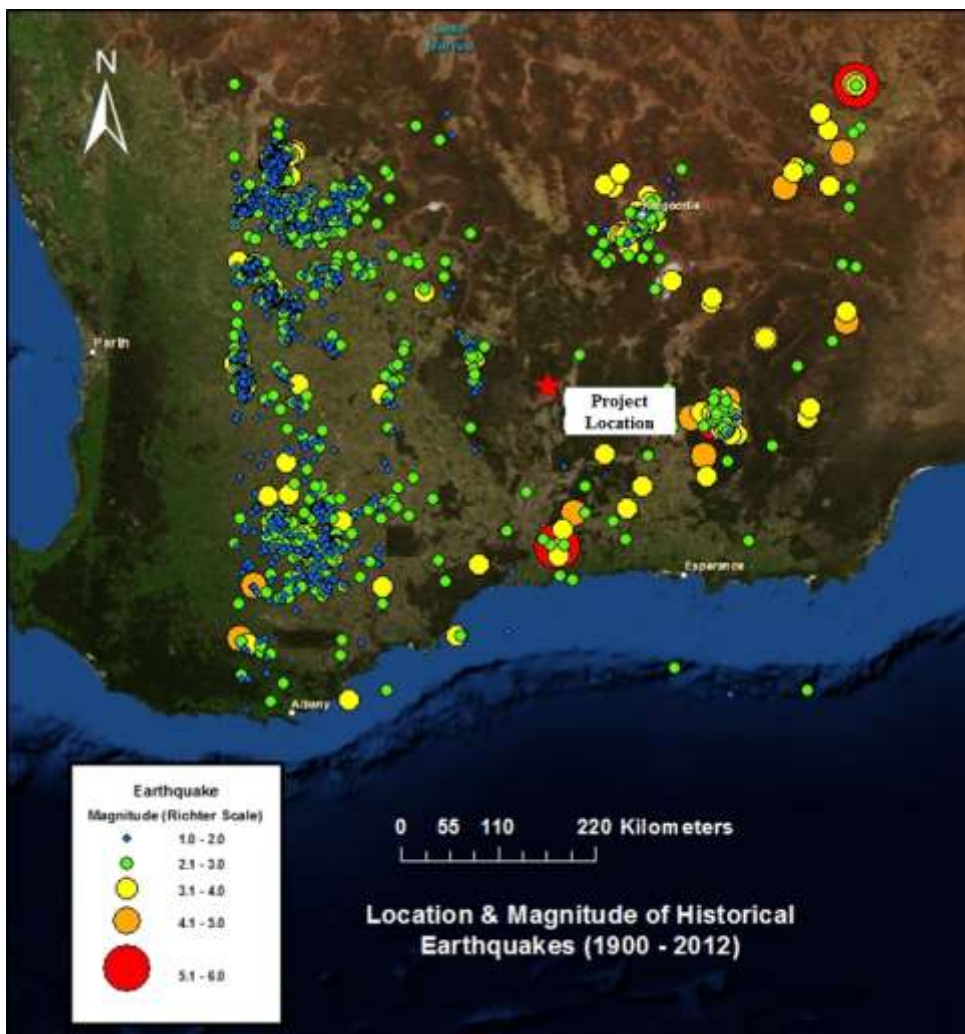 N
Kalgoorlie
Perth
Project
Location
Esperance
Albany
Earthquake
Magnitude (Richter Scale)
1.0 - 2.0
2.1 - 3.0
3.1 - 4.0
4.1 - 5.0
5.1 - 6.0
0 55 110 220 Kilometers
Location & Magnitude of Historical
Earthquakes (1900 - 2012)